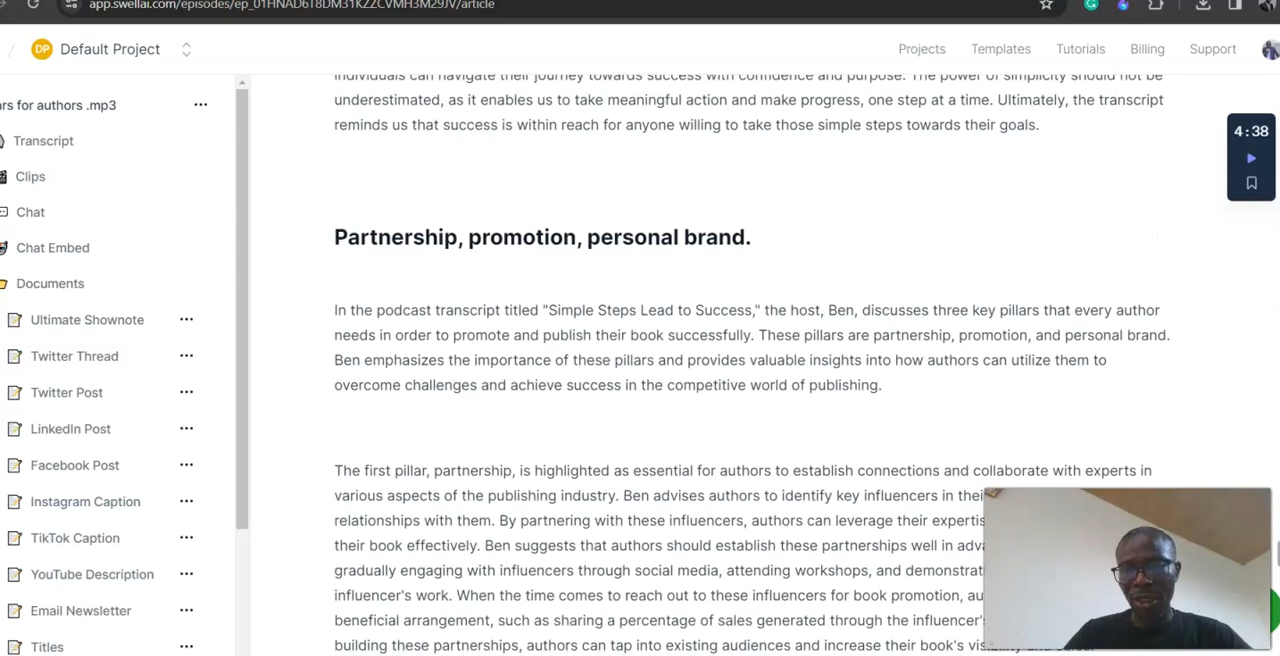 app.swellai.com/episodes/ep_01HNAD6T8DM31KZZCVMH3M29JV/article
DP Default Project
Projects Templates Tutorials Billing Support
rs for authors .mp3
Transcript
Clips
Chat
Chat Embed
Documents
Ultimate Shownote
Twitter Thread
Twitter Post
LinkedIn Post
Facebook Post
Instagram Caption
TikTok Caption
YouTube Description
Email Newsletter
Titles
individuals can navigate their journey towards success with confidence and purpose. The power of simplicity should not be
underestimated, as it enables us to take meaningful action and make progress, one step at a time. Ultimately, the transcript
reminds us that success is within reach for anyone willing to take those simple steps towards their goals.
Partnership, promotion, personal brand.
In the podcast transcript titled "Simple Steps Lead to Success," the host, Ben, discusses three key pillars that every author
needs in order to promote and publish their book successfully. These pillars are partnership, promotion, and personal brand.
Ben emphasizes the importance of these pillars and provides valuable insights into how authors can utilize them to
overcome challenges and achieve success in the competitive world of publishing.
The first pillar, partnership, is highlighted as essential for authors to establish connections and collaborate with experts in
various aspects of the publishing industry. Ben advises authors to identify key influencers in thei
relationships with them. By partnering with these influencers, authors can leverage their expertis
their book effectively. Ben suggests that authors should establish these partnerships well in adva
gradually engaging with influencers through social media, attending workshops, and demonstrat
influencer's work. When the time comes to reach out to these influencers for book promotion, au
beneficial arrangement, such as sharing a percentage of sales generated through the influencer's
building these partnerships, authors can tap into existing audiences and increase their book's
4:38